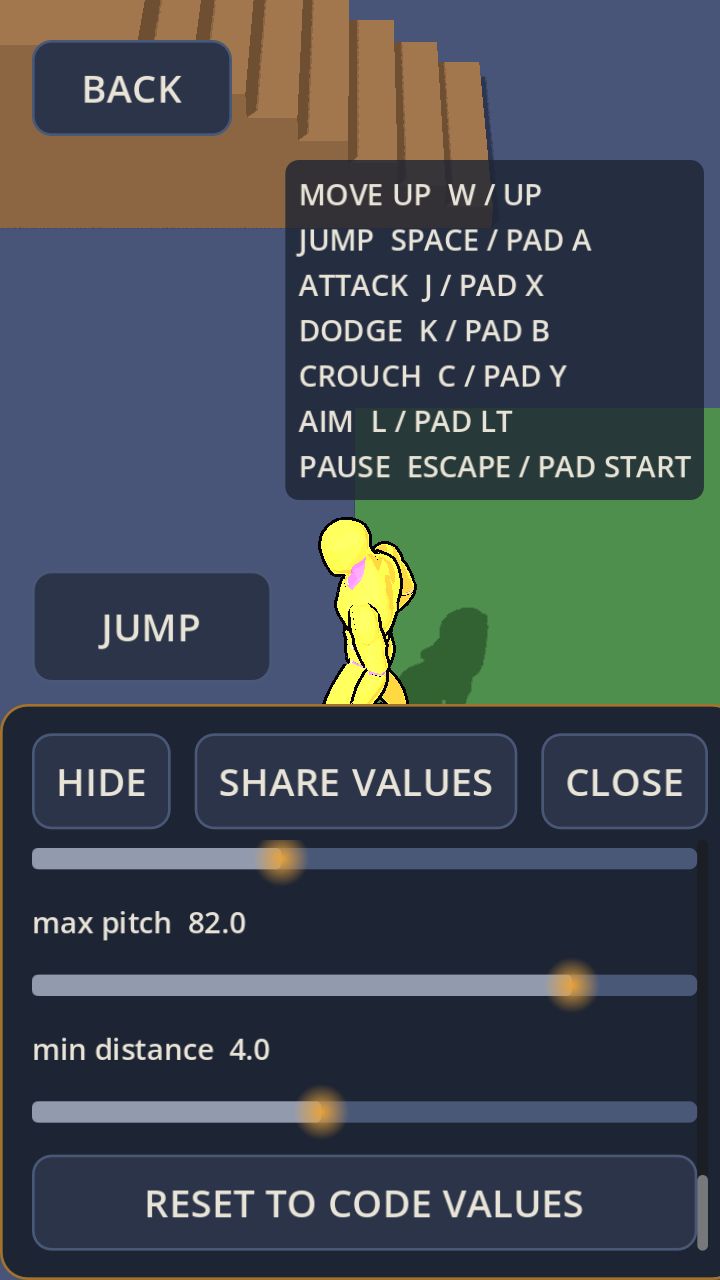 BACK
MOVE UP  W / UP
JUMP  SPACE / PAD A
ATTACK  J / PAD X
DODGE  K / PAD B
CROUCH  C / PAD Y
AIM  L / PAD LT
PAUSE  ESCAPE / PAD START
JUMP
HIDE
SHARE VALUES
CLOSE
max pitch  82.0
min distance  4.0
RESET TO CODE VALUES